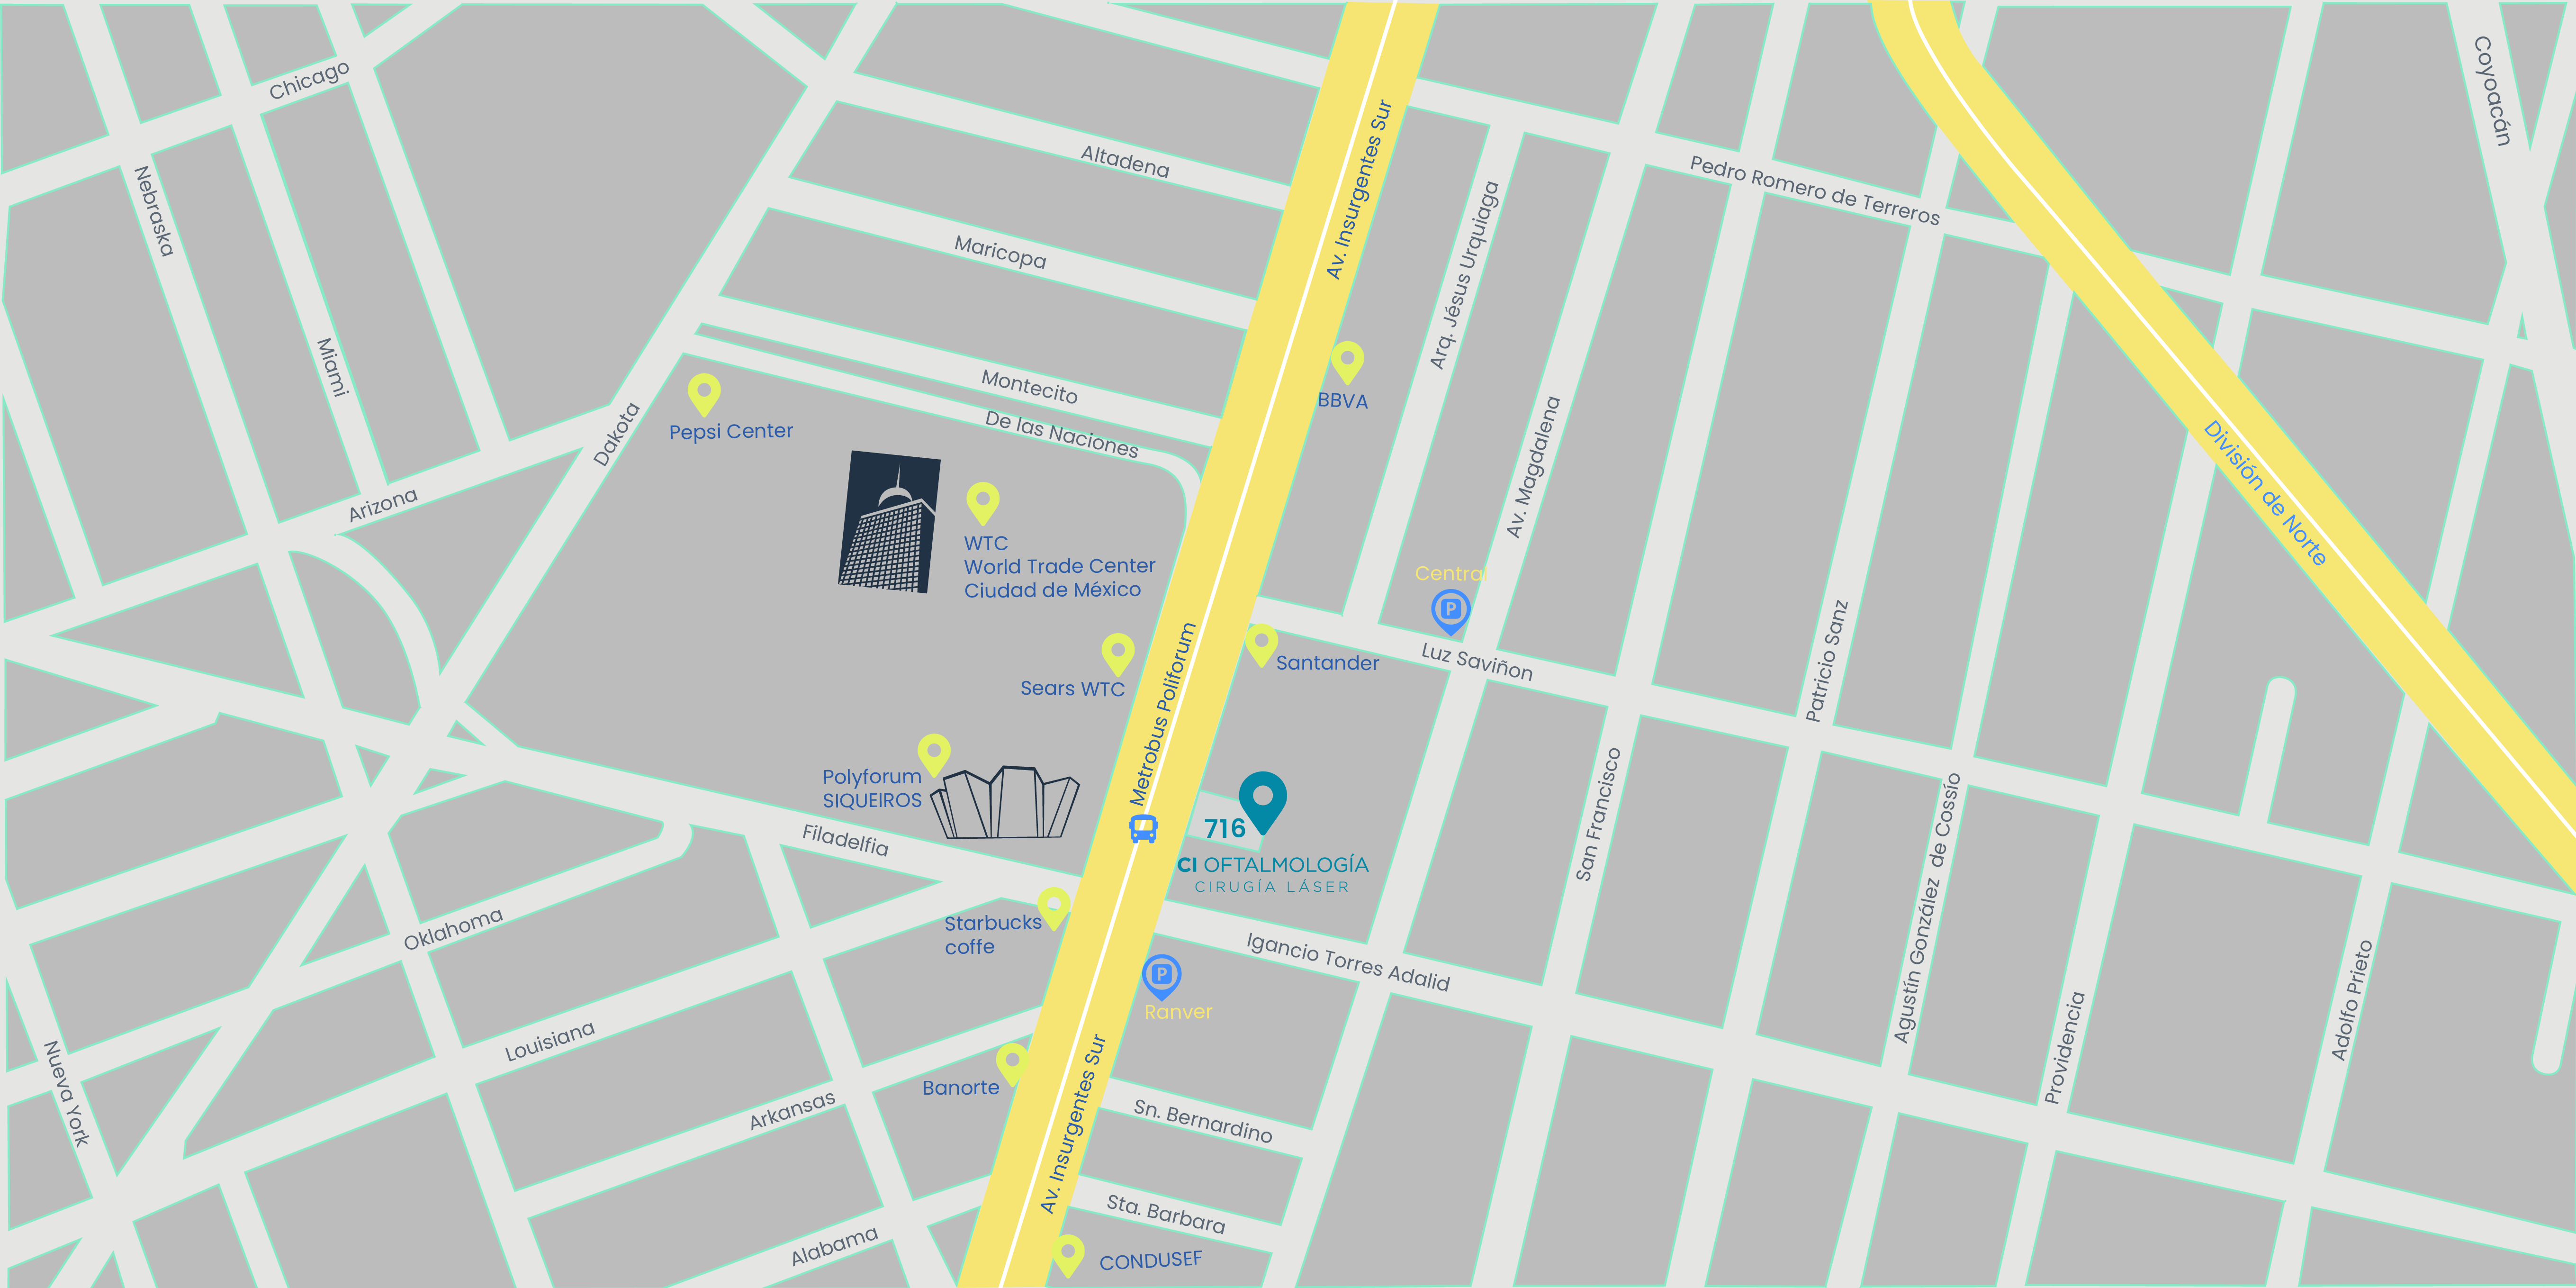 Chicago
Coyoacán
Altadena
Av. Insurgentes Sur
Pedro Romero de Terreros
Nebraska
Maricopa
Arq. Jésus Urquiaga
Miami
Montecito
BBVA
Pepsi Center
De las Naciones
Dakota
Av. Magdalena
División de Norte
Arizona
WTC
World Trade Center
Ciudad de México
Central
P
Metrobus Poliforum
Santander
Luz Saviñon
Patricio Sanz
Sears WTC
Polyforum
SIQUEIROS
716
CI OFTALMOLOGÍA
CIRUGÍA LÁSER
San Francisco
Agustín González de Cossío
Filadelfia
Starbucks
coffe
Oklahoma
Igancio Torres Adalid
P
Ranver
Adolfo Prieto
Providencia
Louisiana
Nueva York
Banorte
Arkansas
Av. Insurgentes Sur
Sn. Bernardino
Sta. Barbara
Alabama
CONDUSEF